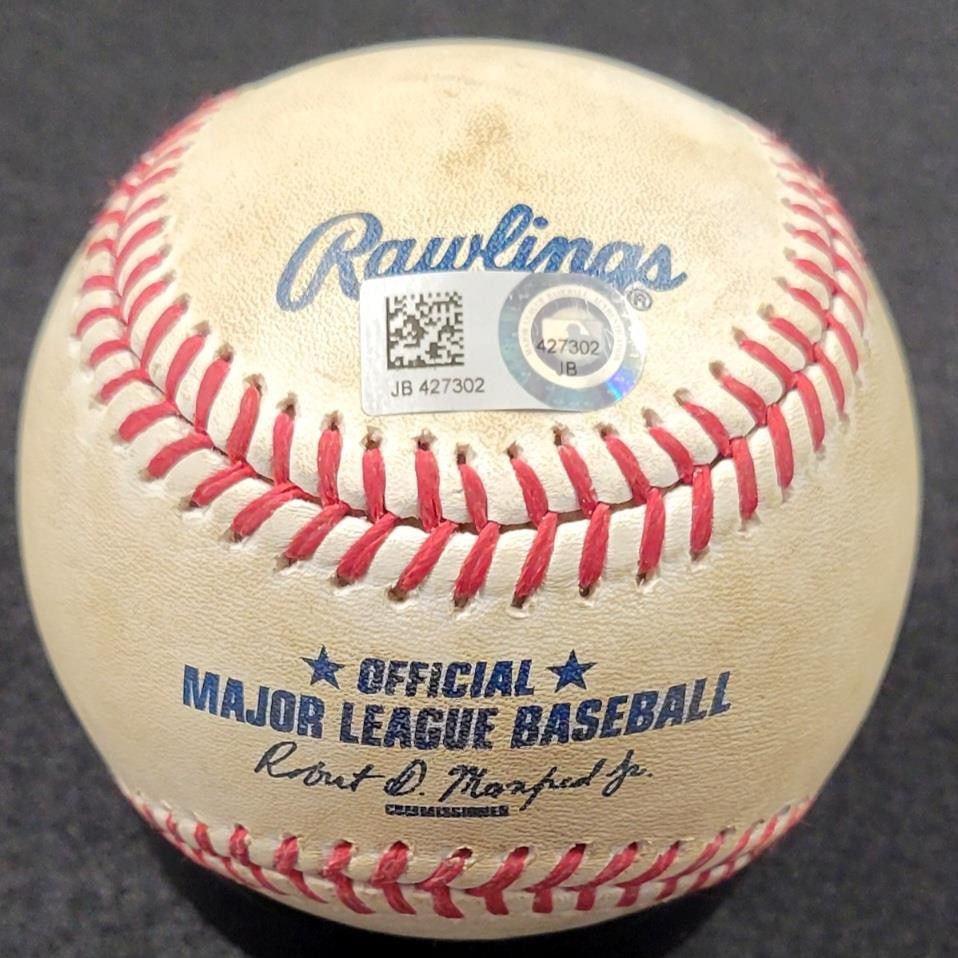 Rawlings
®
JB 427302
427302
JB
★ OFFICIAL ★
MAJOR LEAGUE BASEBALL
Robert D. Manfred Jr.
COMMISSIONER